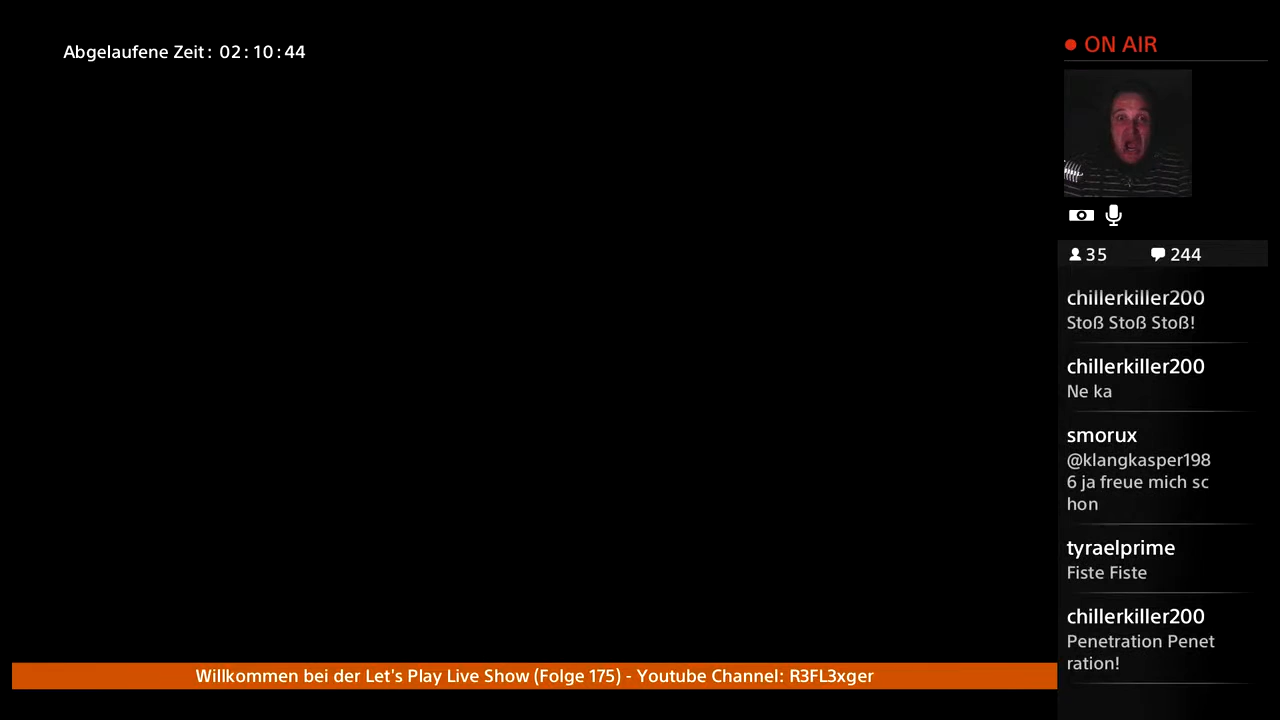 Abgelaufene Zeit: 02:10:44
ON AIR
35 244
chillerkiller200
Stoß Stoß Stoß!
chillerkiller200
Ne ka
smorux
@klangkasper198
6 ja freue mich sc
hon
tyraelprime
Fiste Fiste
chillerkiller200
Penetration Penet
ration!
Willkommen bei der Let's Play Live Show (Folge 175) - Youtube Channel: R3FL3xger